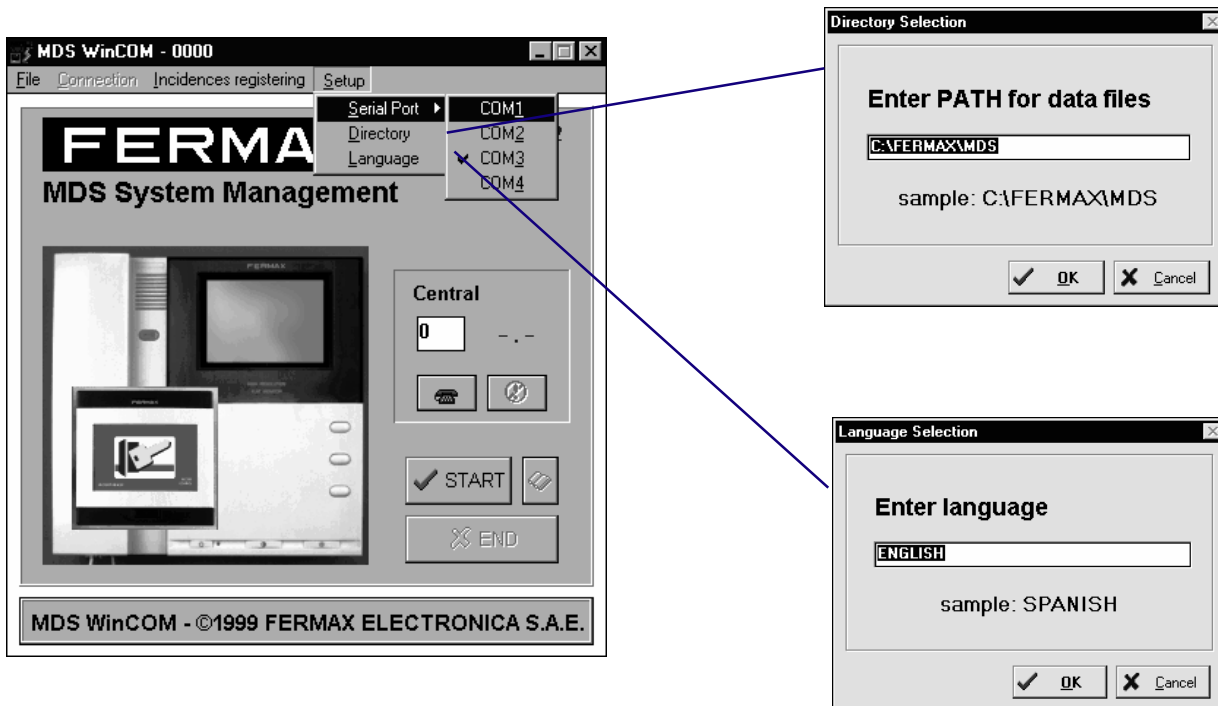 MDS WinCOM - 0000
File Connection Incidences registering Setup
Serial Port COM1
Directory COM2
Language COM3
COM4
FERMA
MDS System Management
FERMAX
FERMAX
Central
0 -.-
START
END
MDS WinCOM - ©1999 FERMAX ELECTRONICA S.A.E.
Directory Selection
Enter PATH for data files
C:\FERMAX\MDS
sample: C:\FERMAX\MDS
OK Cancel
Language Selection
Enter language
ENGLISH
sample: SPANISH
OK Cancel